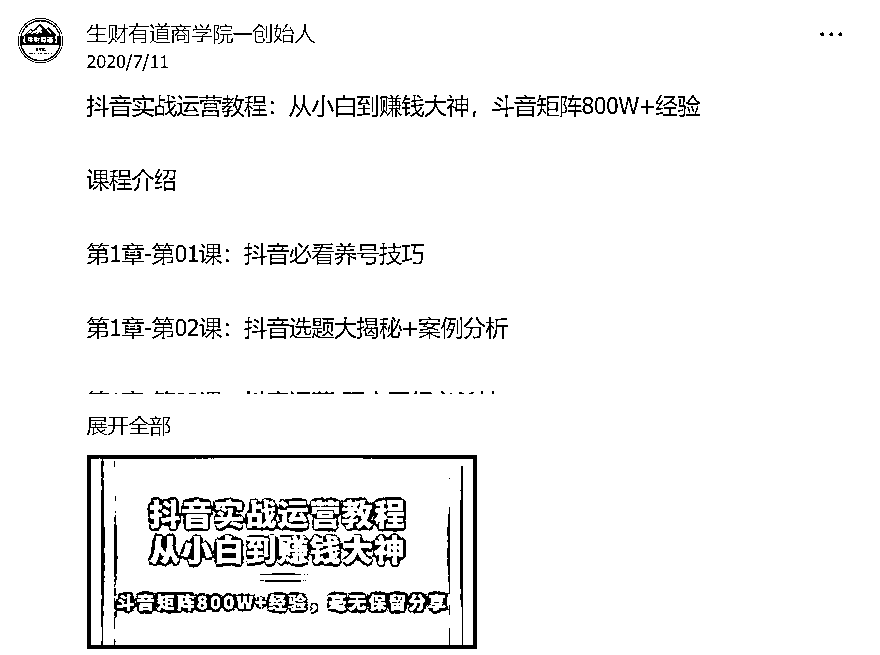 生财有道商学院—创始人
2020/7/11
抖音实战运营教程：从小白到赚钱大神，斗音矩阵800W+经验
课程介绍
第1章-第01课：抖音必看养号技巧
第1章-第02课：抖音选题大揭秘+案例分析
展开全部
抖音实战运营教程
从小白到赚钱大神
斗音矩阵800W+经验，毫无保留分享